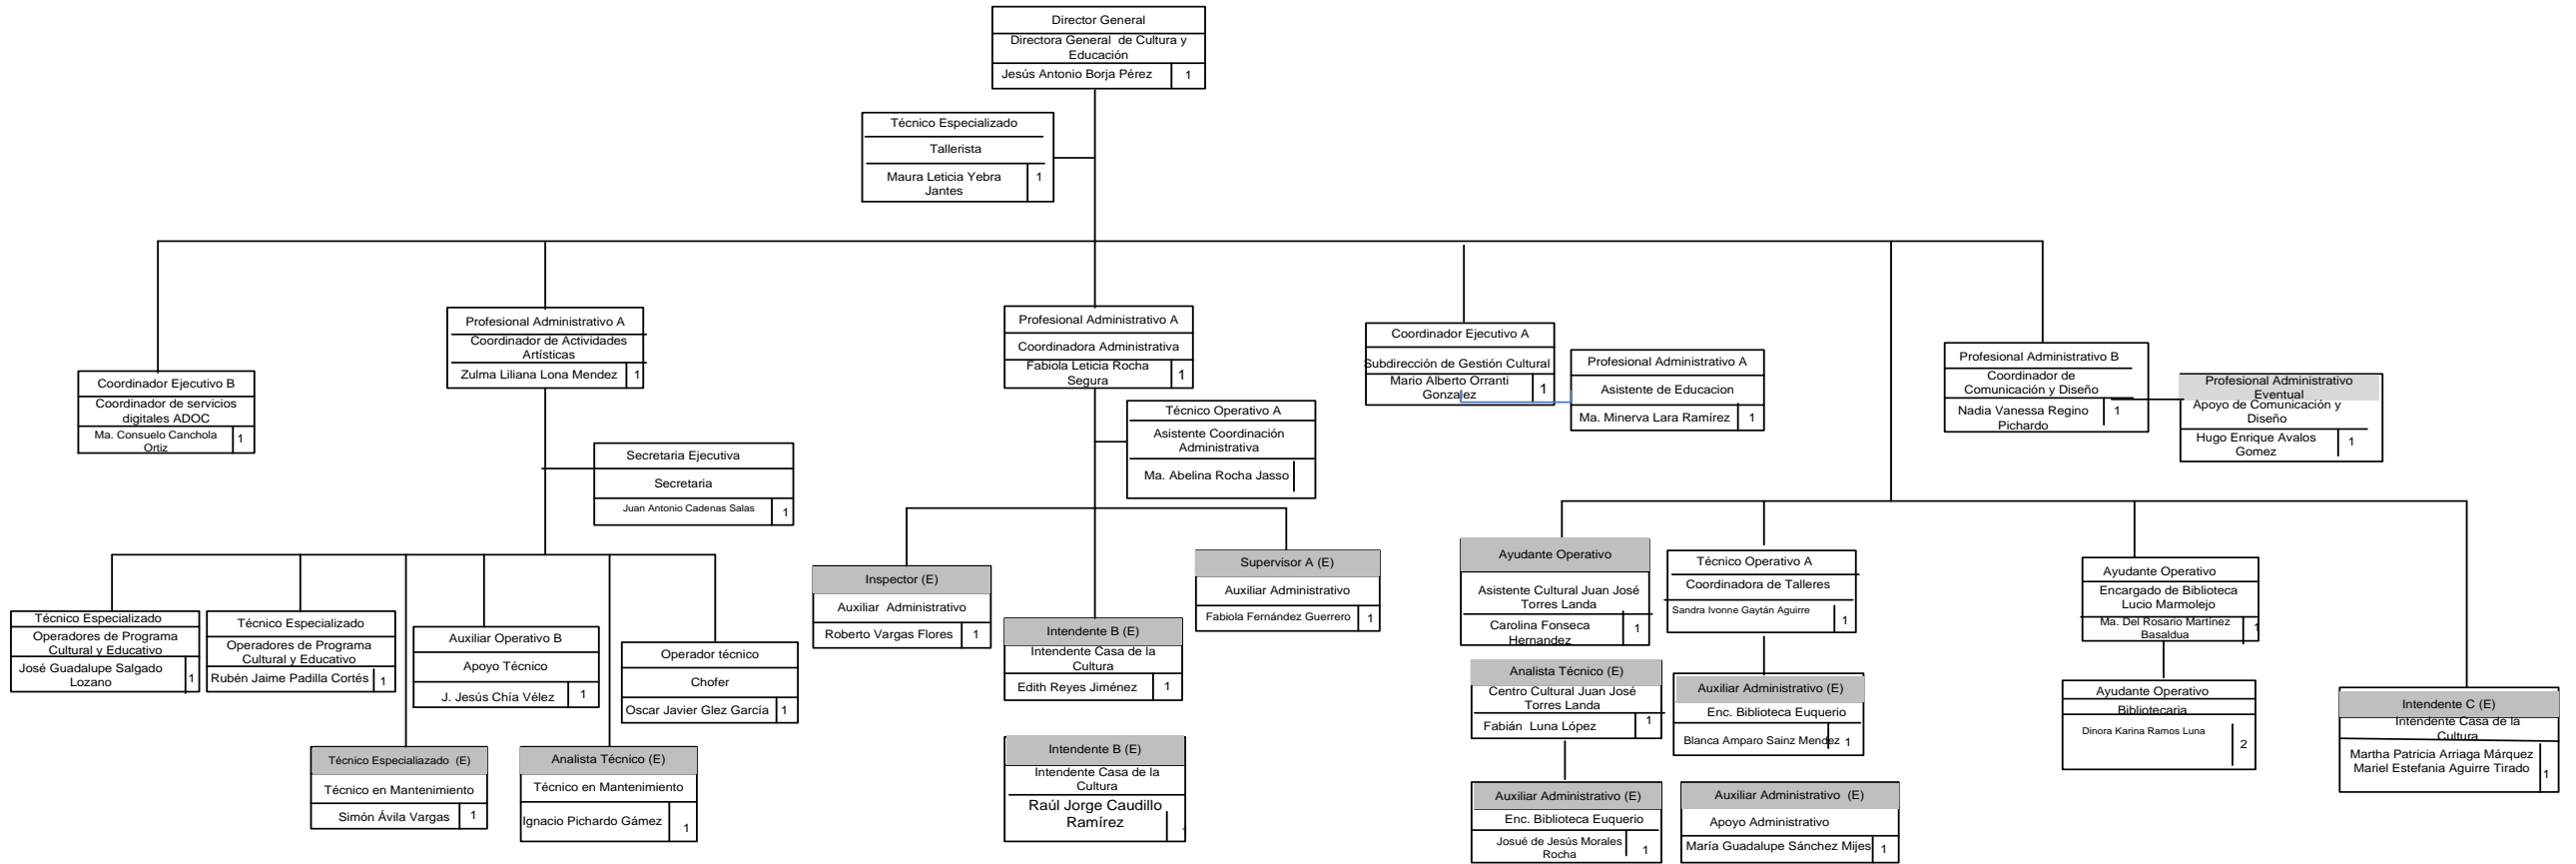 Director General
Directora General  de Cultura y
Educación
Jesús Antonio Borja Pérez
1
Técnico Especializado
Tallerista
Maura Leticia Yebra
Jantes
1
Coordinador Ejecutivo B
Coordinador de servicios
digitales ADOC
Ma. Consuelo Canchola
Ortiz
1
Profesional Administrativo A
Coordinador de Actividades
Artísticas
Zulma Liliana Lona Mendez
1
Profesional Administrativo A
Coordinadora Administrativa
Fabiola Leticia Rocha
Segura
1
Coordinador Ejecutivo A
Subdirección de Gestión Cultural
Mario Alberto Orranti
Gonzalez
1
Profesional Administrativo A
Asistente de Educacion
Ma. Minerva Lara Ramírez
1
Profesional Administrativo B
Coordinador de
Comunicación y Diseño
Nadia Vanessa Regino
Pichardo
1
Profesional Administrativo
Eventual
Apoyo de Comunicación y
Diseño
Hugo Enrique Avalos
Gomez
1
Secretaria Ejecutiva
Secretaria
Juan Antonio Cadenas Salas
1
Técnico Operativo A
Asistente Coordinación
Administrativa
Ma. Abelina Rocha Jasso
Técnico Especializado
Operadores de Programa
Cultural y Educativo
José Guadalupe Salgado
Lozano
1
Técnico Especializado
Operadores de Programa
Cultural y Educativo
Rubén Jaime Padilla Cortés
1
Auxiliar Operativo B
Apoyo Técnico
J. Jesús Chía Vélez
1
Operador técnico
Chofer
Oscar Javier Glez García
1
Técnico Especialiazado  (E)
Técnico en Mantenimiento
Simón Ávila Vargas
1
Analista Técnico (E)
Técnico en Mantenimiento
Ignacio Pichardo Gámez
1
Inspector (E)
Auxiliar  Administrativo
Roberto Vargas Flores
1
Intendente B (E)
Intendente Casa de la
Cultura
Edith Reyes Jiménez
1
Supervisor A (E)
Auxiliar Administrativo
Fabiola Fernández Guerrero
1
Intendente B (E)
Intendente Casa de la
Cultura
Raúl Jorge Caudillo
Ramírez
Ayudante Operativo
Asistente Cultural Juan José
Torres Landa
Carolina Fonseca
Hernandez
1
Técnico Operativo A
Coordinadora de Talleres
Sandra Ivonne Gaytán Aguirre
1
Ayudante Operativo
Encargado de Biblioteca
Lucio Marmolejo
Ma. Del Rosario Martínez
Basaldua
1
Analista Técnico (E)
Centro Cultural Juan José
Torres Landa
Fabián  Luna López
1
Auxiliar Administrativo (E)
Enc. Biblioteca Euquerio
Blanca Amparo Sainz Mendez
1
Ayudante Operativo
Bibliotecaria
Dinora Karina Ramos Luna
2
Intendente C (E)
Intendente Casa de la
Cultura
Martha Patricia Arriaga Márquez
Mariel Estefania Aguirre Tirado
1
Auxiliar Administrativo (E)
Enc. Biblioteca Euquerio
Josué de Jesús Morales
Rocha
1
Auxiliar Administrativo  (E)
Apoyo Administrativo
María Guadalupe Sánchez Mijes
1